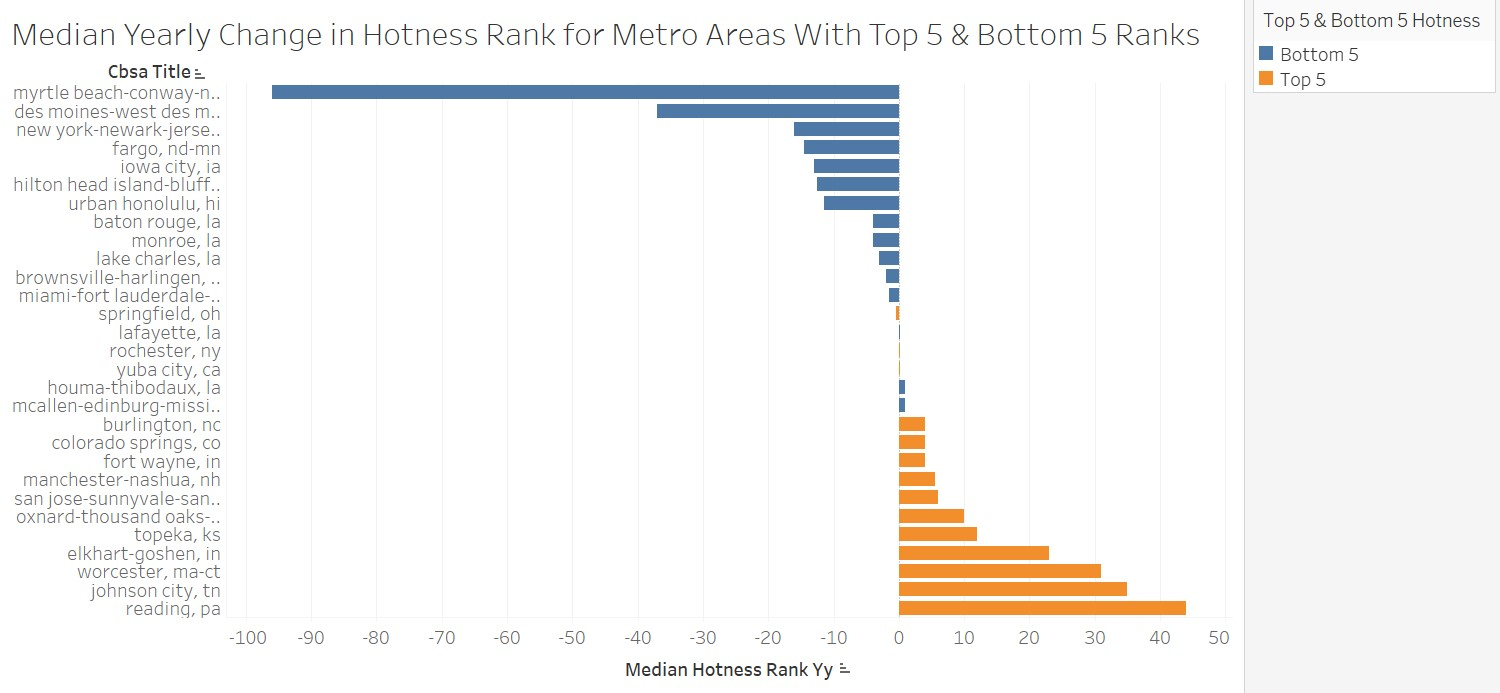 Median Yearly Change in Hotness Rank for Metro Areas With Top 5 & Bottom 5 Ranks
Top 5 & Bottom 5 Hotness
Bottom 5
Top 5
Cbsa Title
myrtle beach-conway-n..
des moines-west des m..
new york-newark-jerse..
fargo, nd-mn
iowa city, ia
hilton head island-bluff..
urban honolulu, hi
baton rouge, la
monroe, la
lake charles, la
brownsville-harlingen, ..
miami-fort lauderdale-..
springfield, oh
lafayette, la
rochester, ny
yuba city, ca
houma-thibodaux, la
mcallen-edinburg-missi..
burlington, nc
colorado springs, co
fort wayne, in
manchester-nashua, nh
san jose-sunnyvale-san..
oxnard-thousand oaks-..
topeka, ks
elkhart-goshen, in
worcester, ma-ct
johnson city, tn
reading, pa
-100 -90 -80 -70 -60 -50 -40 -30 -20 -10 0 10 20 30 40 50
Median Hotness Rank Yy